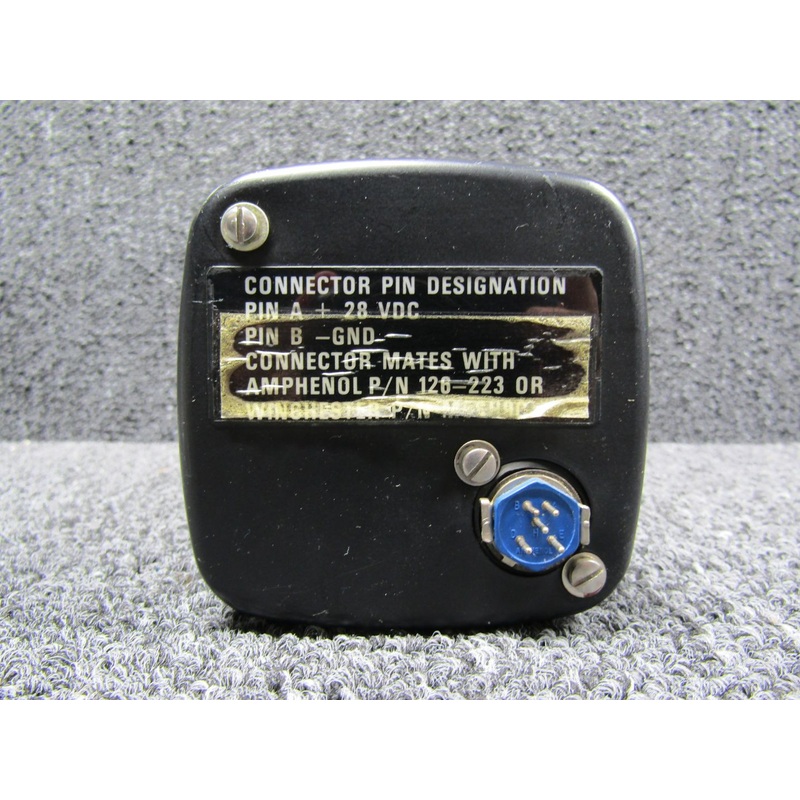 CONNECTOR PIN DESIGNATION
PIN A + 28 VDC
PIN B -GND
CONNECTOR MATES WITH
AMPHENOL P/N 126-223 OR
WINCHESTER P/N